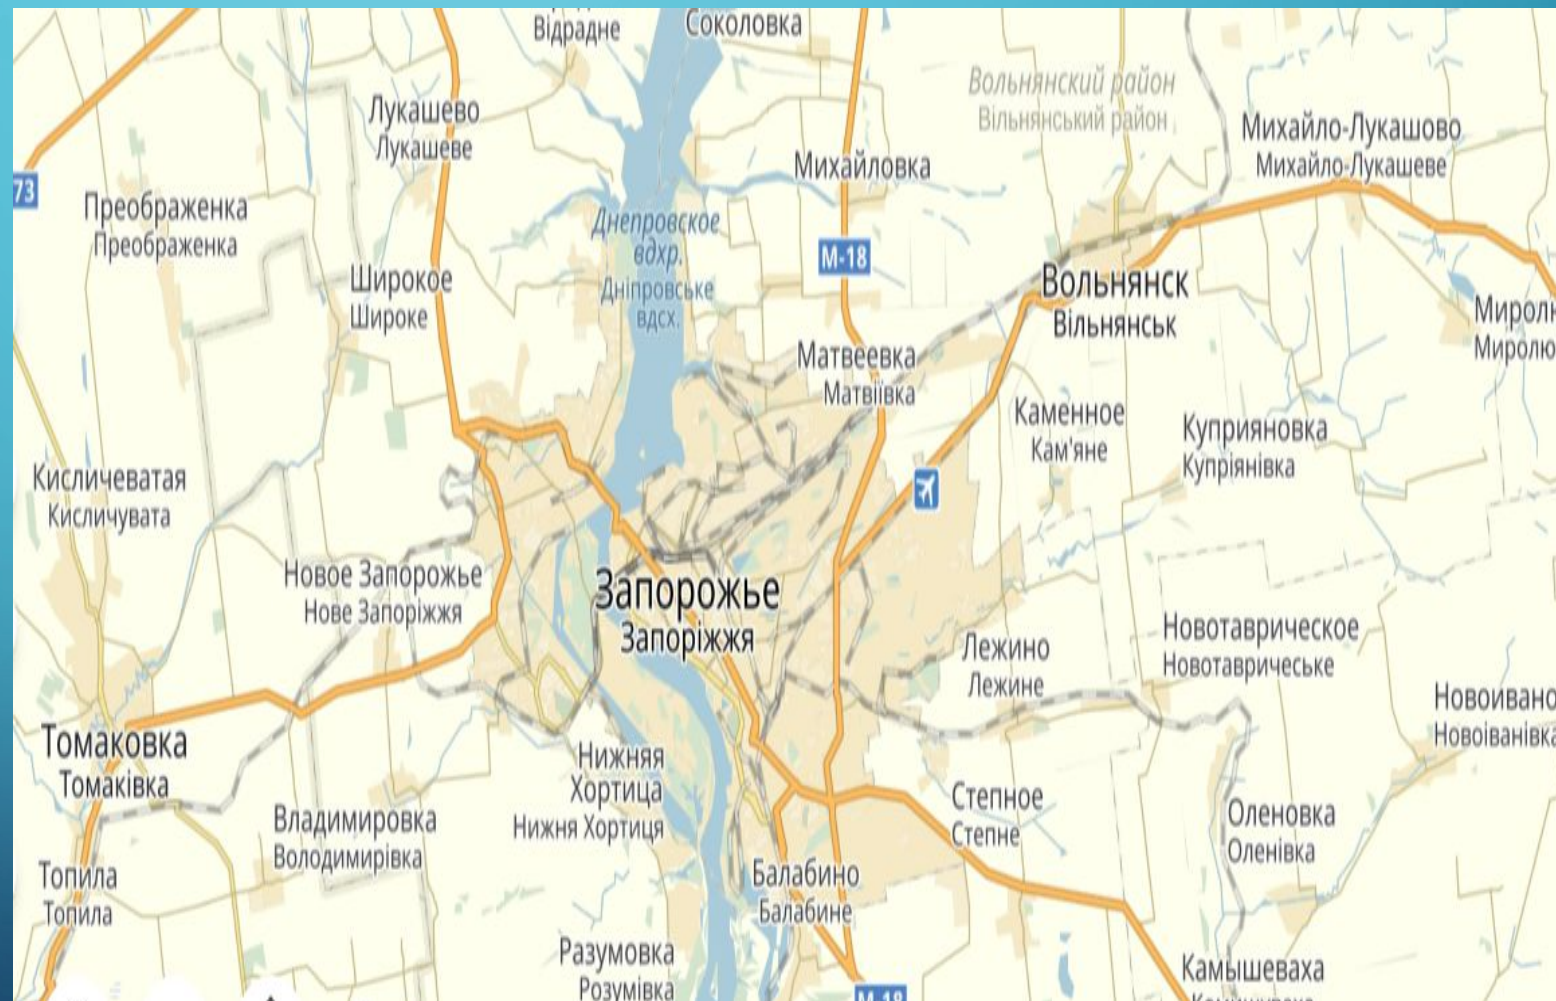 Відрадне
Соколовка
Вольнянский район
Вільнянський район
Лукашево
Лукашеве
Михайло-Лукашово
Михайло-Лукашеве
Михайловка
73
Преображенка
Преображенка
Днепровское
вдхр.
Дніпровське
вдсх.
М-18
Широкое
Широке
Вольнянск
Вільнянськ
Матвеевка
Матвіївка
Каменное
Кам'яне
Куприяновка
Купріянівка
Кисличеватая
Кисличувата
Новое Запорожье
Нове Запоріжжя
Запорожье
Запоріжжя
Лежино
Лежине
Новотаврическое
Новотавричеське
Новоивано
Новоіванівка
Томаковка
Томаківка
Нижняя
Хортица
Нижня Хортиця
Владимировка
Володимирівка
Степное
Степне
Оленовка
Оленівка
Топила
Топила
Балабино
Балабине
Разумовка
Розумівка
Камышеваха
М-18